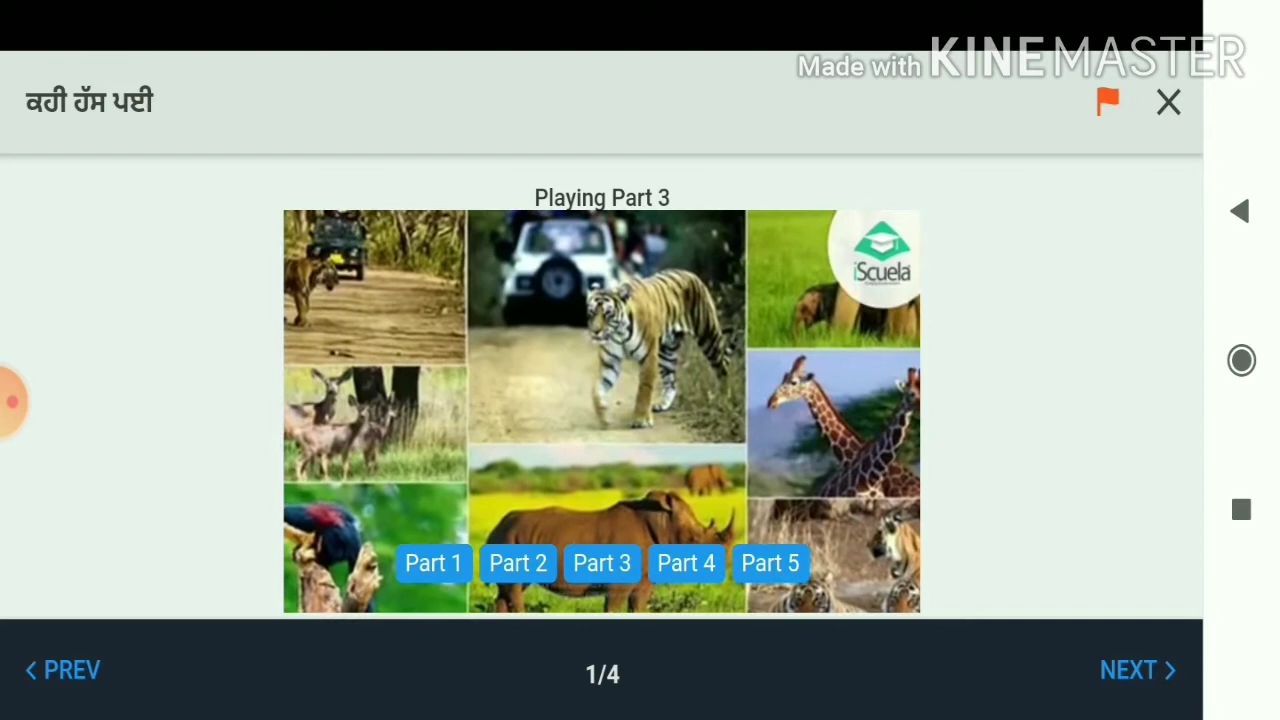 Made with KINEMASTER
ਕਹੀ ਹੱਸ ਪਈ
Playing Part 3
iScuela
Part 1 Part 2 Part 3 Part 4 Part 5
PREV
1/4
NEXT